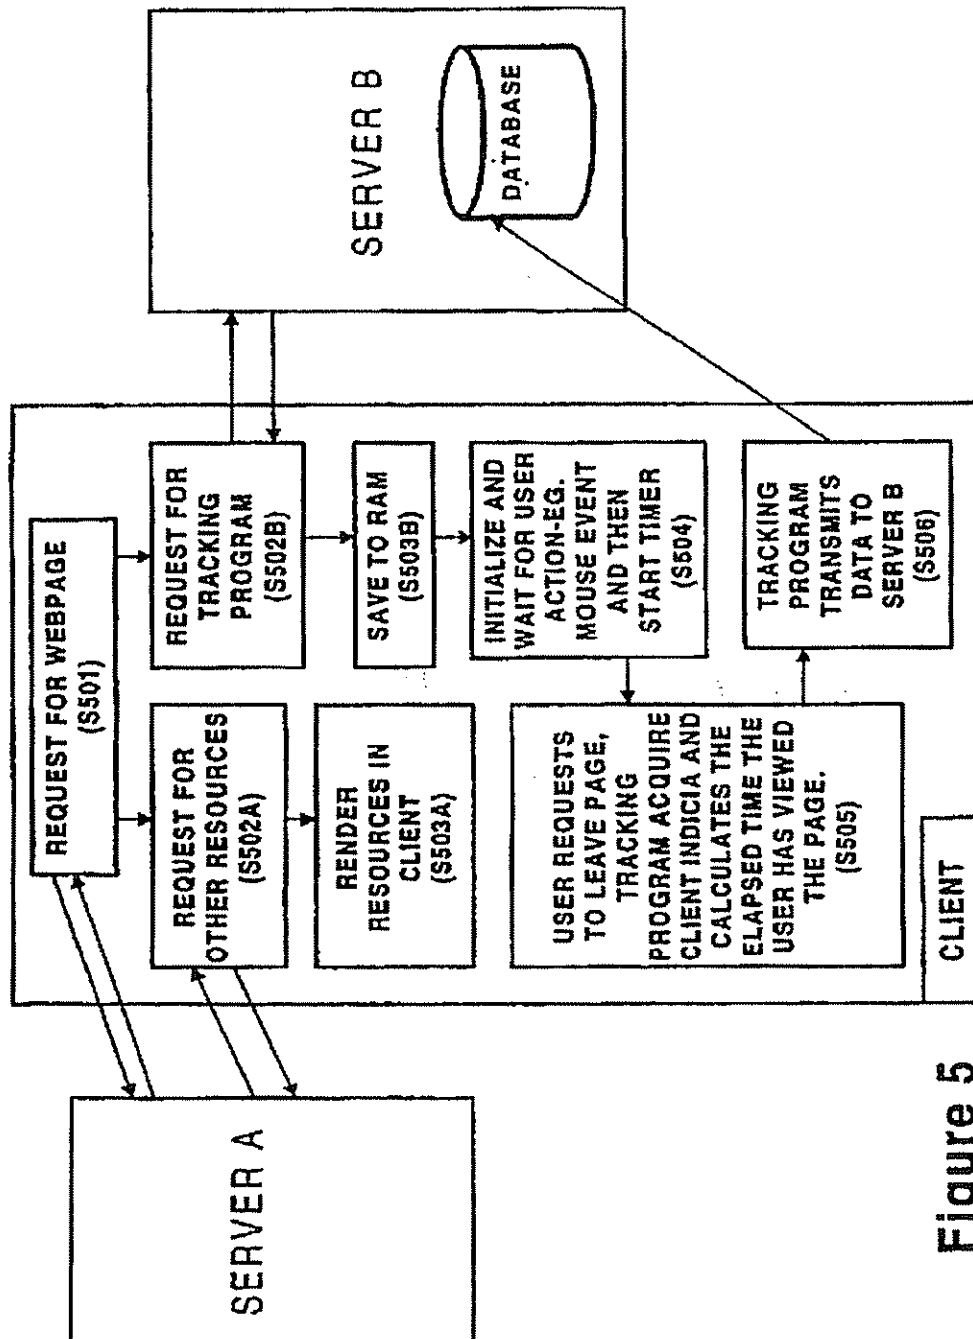 SERVER A
REQUEST FOR WEBPAGE
(S501)
REQUEST FOR
OTHER RESOURCES
(S502A)
RENDER
RESOURCES IN
CLIENT
(S503A)
REQUEST FOR
TRACKING
PROGRAM
(S502B)
SAVE TO RAM
(S503B)
INITIALIZE AND
WAIT FOR USER
ACTION-EG.
MOUSE EVENT
AND THEN
START TIMER
(S504)
USER REQUESTS
TO LEAVE PAGE,
TRACKING
PROGRAM ACQUIRE
CLIENT INDICIA AND
CALCULATES THE
ELAPSED TIME THE
USER HAS VIEWED
THE PAGE.
(S505)
TRACKING
PROGRAM
TRANSMITS
DATA TO
SERVER B
(S506)
CLIENT
SERVER B
DATABASE
Figure 5